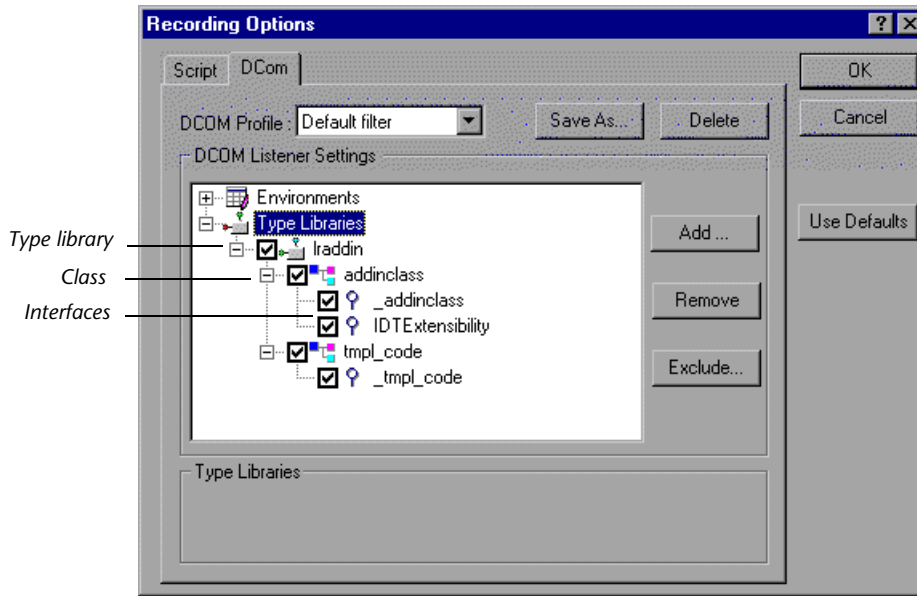 Recording Options
Script DCom
OK
DCOM Profile : Default filter Save As... Delete Cancel
DCOM Listener Settings
Environments
Type Libraries
Use Defaults
Add ...
Type library lraddin
Class addinclass
Interfaces _addinclass
Remove
IDTExtensibility
tmpl_code
Exclude...
_tmpl_code
Type Libraries